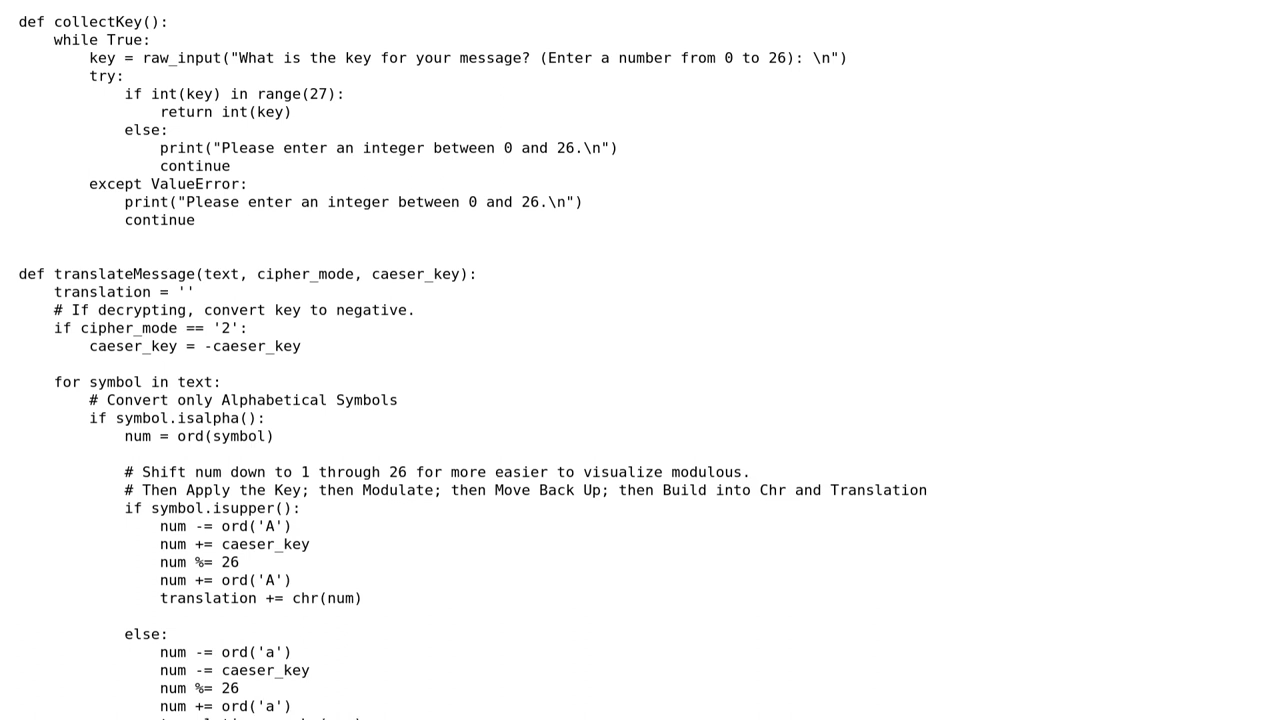 def collectKey():
    while True:
        key = raw_input("What is the key for your message? (Enter a number from 0 to 26): \n")
        try:
            if int(key) in range(27):
                return int(key)
            else:
                print("Please enter an integer between 0 and 26.\n")
                continue
        except ValueError:
            print("Please enter an integer between 0 and 26.\n")
            continue


def translateMessage(text, cipher_mode, caeser_key):
    translation = ''
    # If decrypting, convert key to negative.
    if cipher_mode == '2':
        caeser_key = -caeser_key

    for symbol in text:
        # Convert only Alphabetical Symbols
        if symbol.isalpha():
            num = ord(symbol)

            # Shift num down to 1 through 26 for more easier to visualize modulous.
            # Then Apply the Key; then Modulate; then Move Back Up; then Build into Chr and Translation
            if symbol.isupper():
                num -= ord('A')
                num += caeser_key
                num %= 26
                num += ord('A')
                translation += chr(num)

            else:
                num -= ord('a')
                num -= caeser_key
                num %= 26
                num += ord('a')